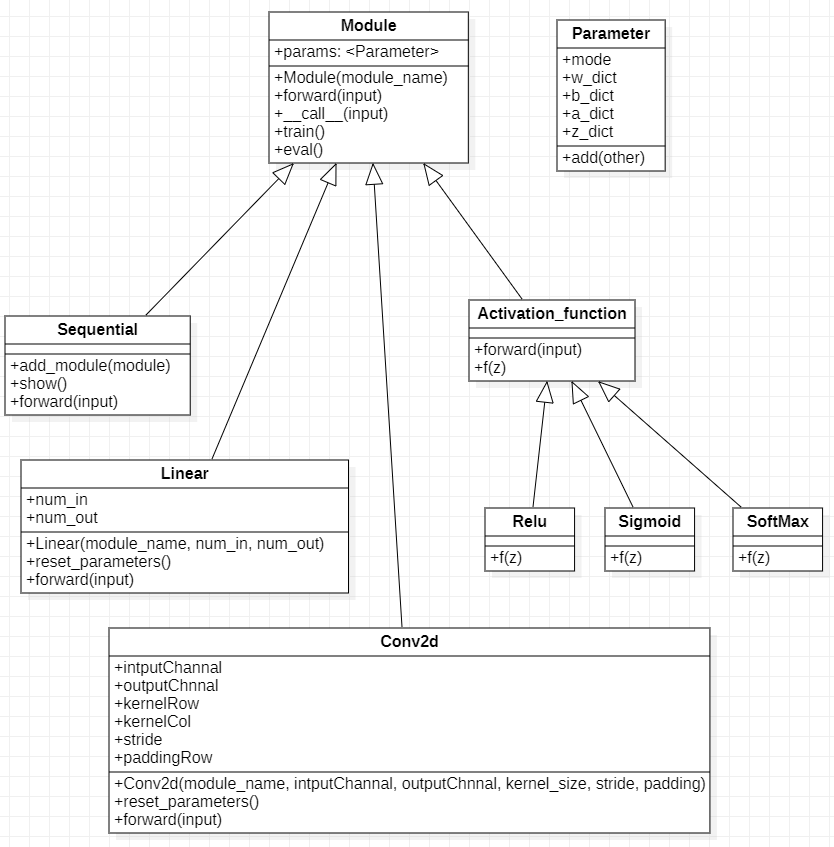 Module
+params: <Parameter>
+Module(module_name)
+forward(input)
+__call__(input)
+train()
+eval()
Parameter
+mode
+w_dict
+b_dict
+a_dict
+z_dict
+add(other)
Sequential
+add_module(module)
+show()
+forward(input)
Activation_function
+forward(input)
+f(z)
Linear
+num_in
+num_out
+Linear(module_name, num_in, num_out)
+reset_parameters()
+forward(input)
Relu
+f(z)
Sigmoid
+f(z)
SoftMax
+f(z)
Conv2d
+intputChannal
+outputChnnal
+kernelRow
+kernelCol
+stride
+paddingRow
+Conv2d(module_name, intputChannal, outputChnnal, kernel_size, stride, padding)
+reset_parameters()
+forward(input)